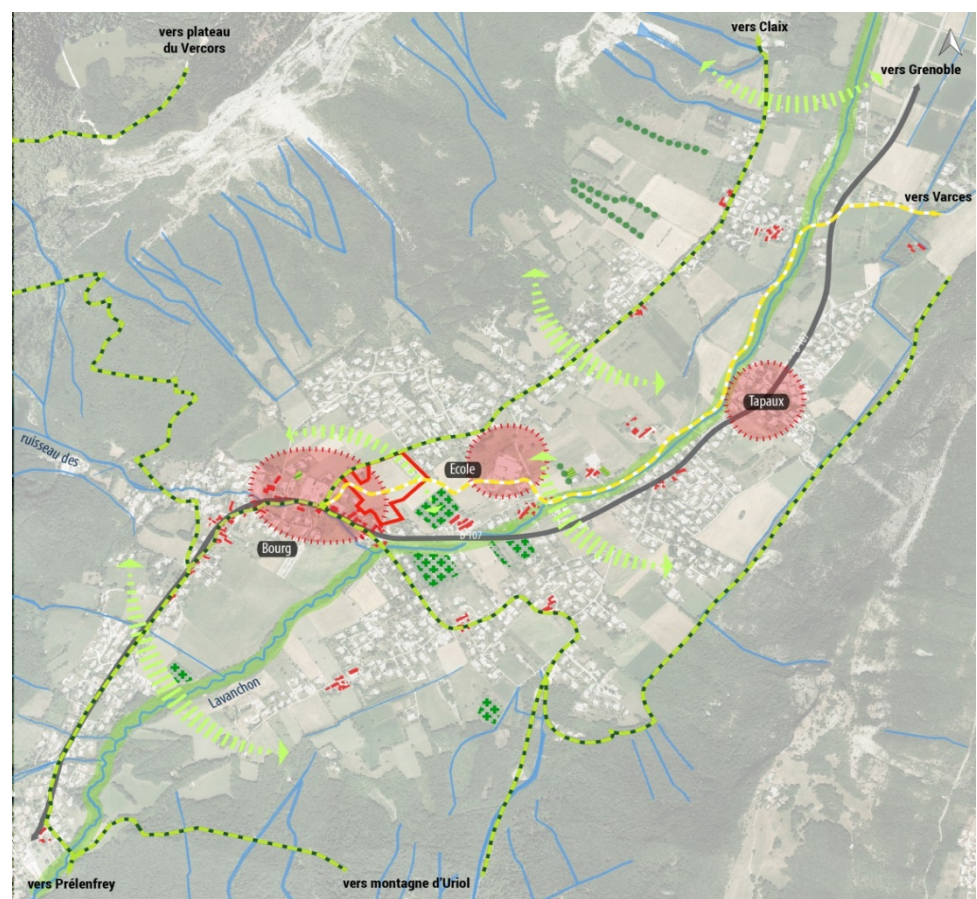 vers plateau
du Vercors
vers Claix
vers Grenoble
vers Varces
Tapaux
ruisseau des
Ecole
Bourg
D 107
Lavanchon
vers Prélenfrey
vers montagne d'Uriol